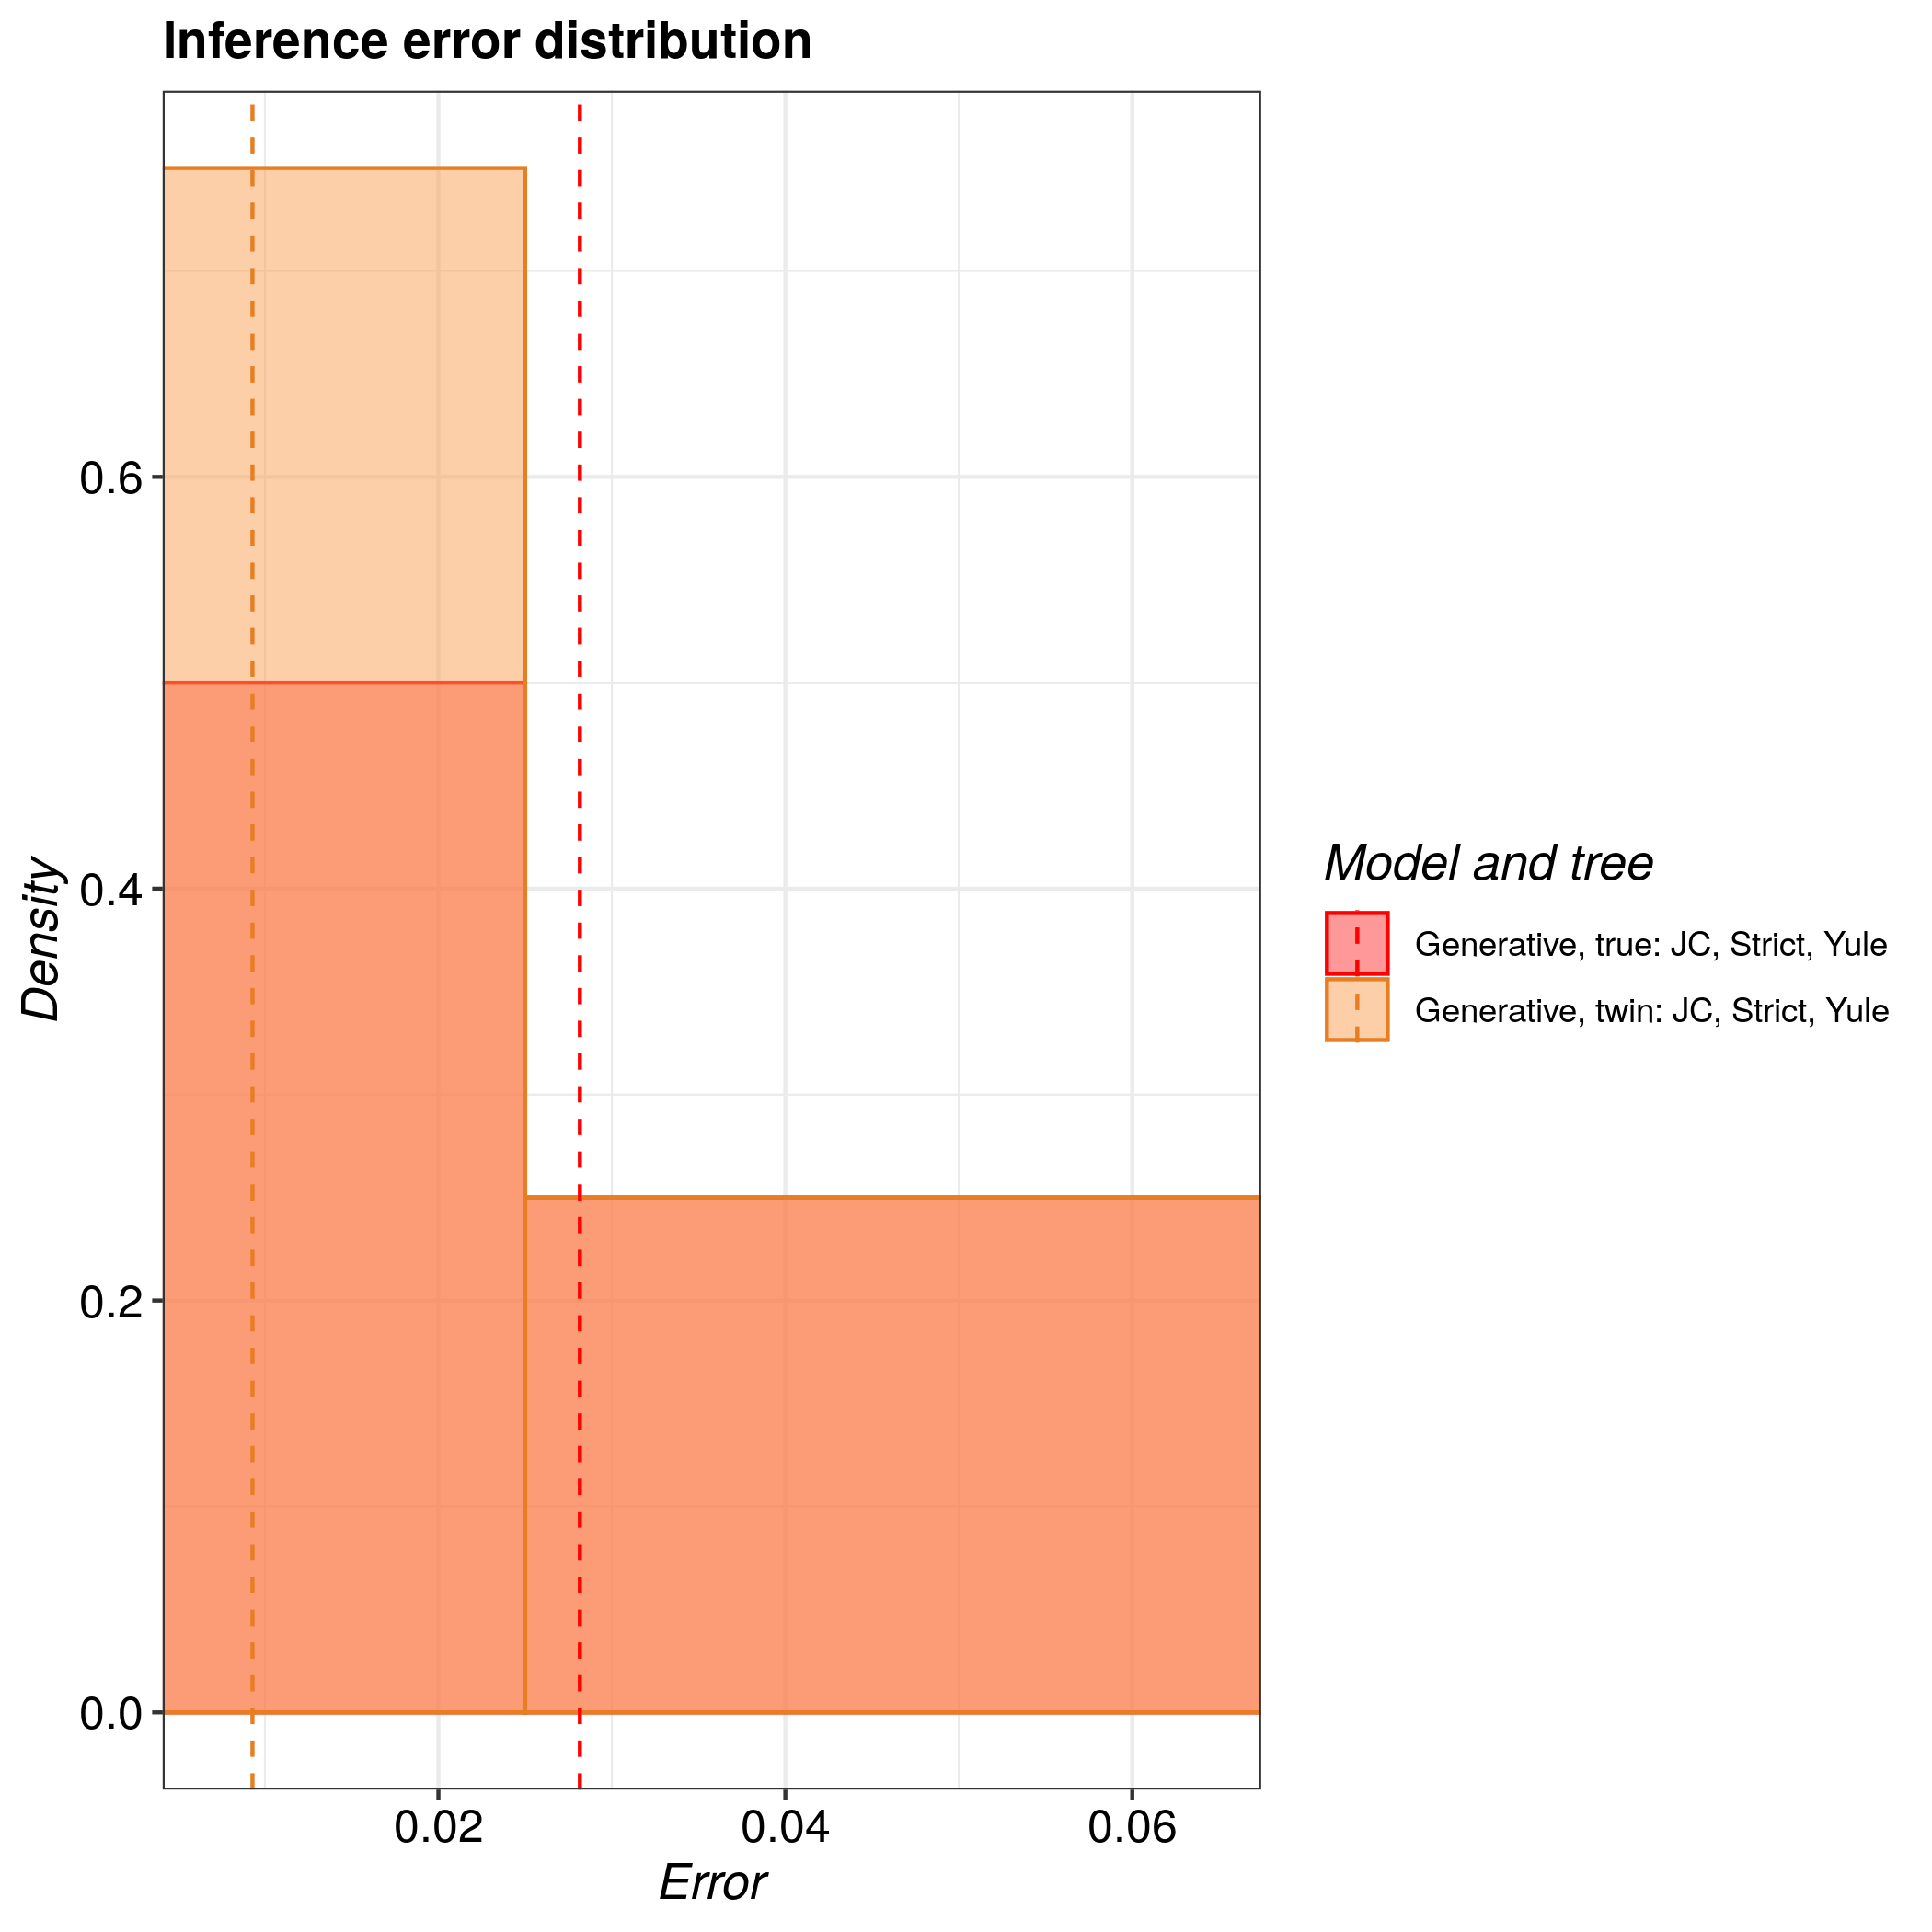 Inference error distribution
0.6
0.4
0.2
0.0
Density
0.02 0.04 0.06
Error
Model and tree
Generative, true: JC, Strict, Yule
Generative, twin: JC, Strict, Yule